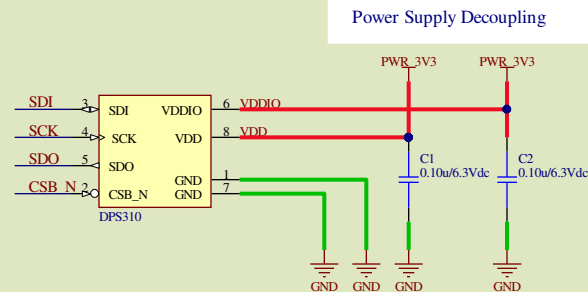 Power Supply Decoupling
PWR_3V3 PWR_3V3
SDI 3 SDI VDDIO 6 VDDIO
SCK 4 SCK VDD 8 VDD
SDO 5 SDO
GND 1
CSB_N 2 CSB_N GND 7
DPS310
C1
0.10u/6.3Vdc
C2
0.10u/6.3Vdc
GND GND GND GND